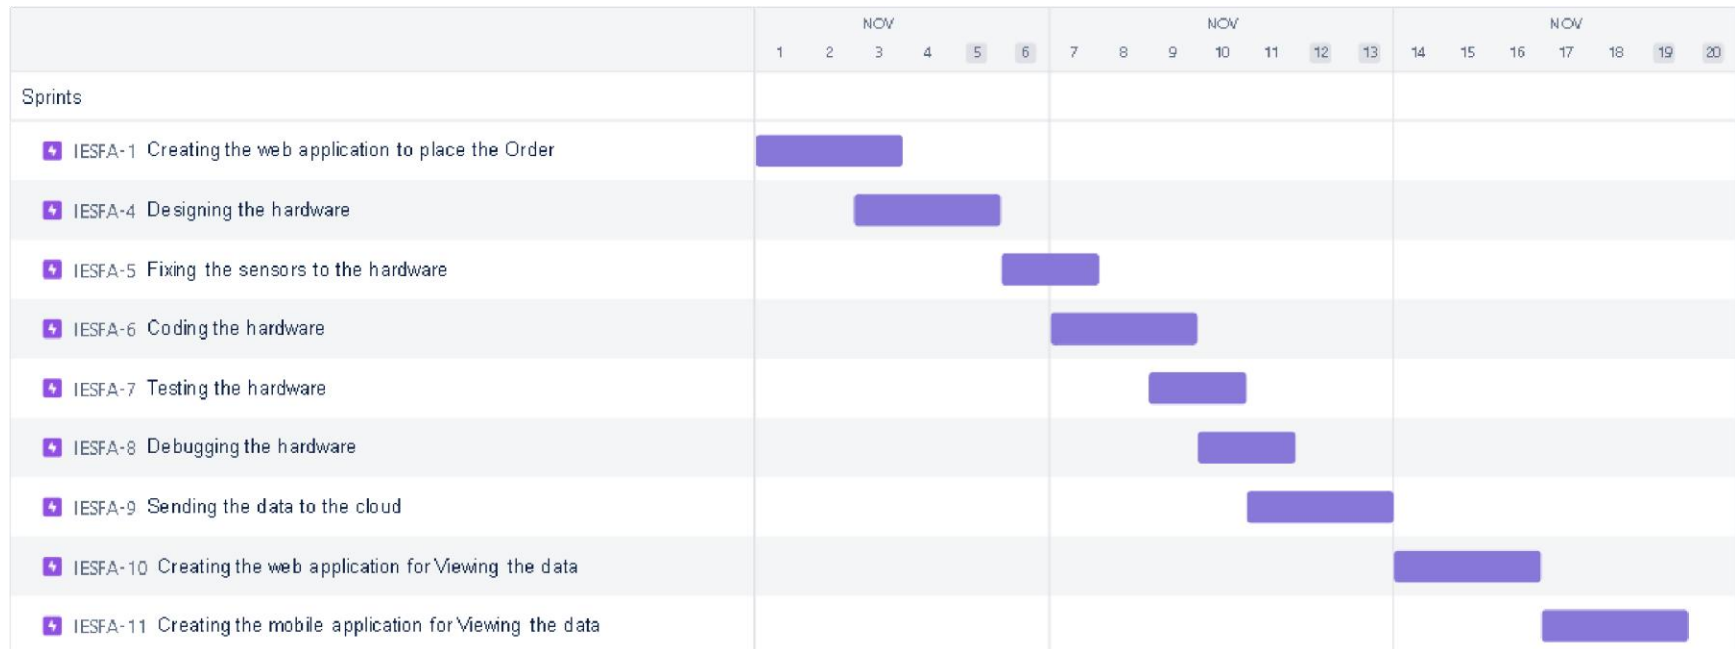 NOV NOV NOV
1 2 3 4 5 6 7 8 9 10 11 12 13 14 15 16 17 18 19 20
Sprints
IESFA-1 Creating the web application to place the Order
IESFA-4 Designing the hardware
IESFA-5 Fixing the sensors to the hardware
IESFA-6 Coding the hardware
IESFA-7 Testing the hardware
IESFA-8 Debugging the hardware
IESFA-9 Sending the data to the cloud
IESFA-10 Creating the web application for Viewing the data
IESFA-11 Creating the mobile application for Viewing the data